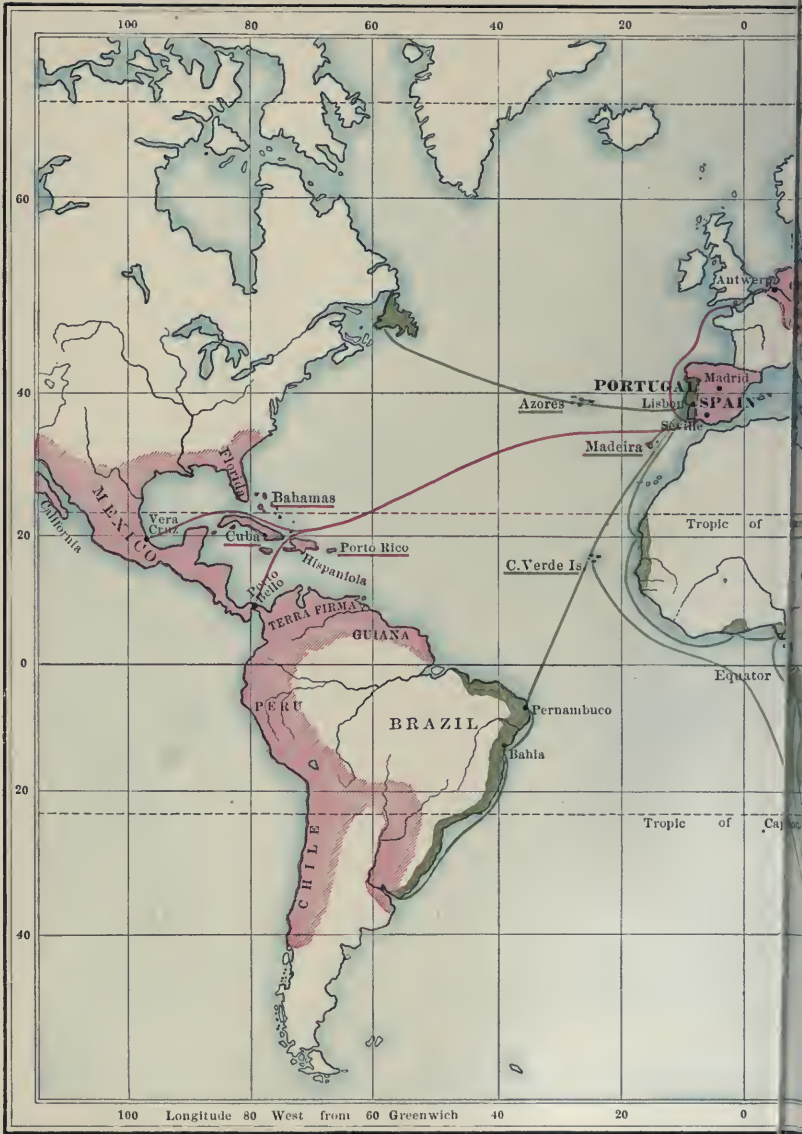 100 80 60 40 20 0
60
Antwerp
PORTUGAL
Madrid
40
Azores
Lisbon
SPAIN
Seville
Madeira
Florida
MEXICO
Bahamas
California
Vera
Cruz
Tropic of
20
Cuba
Porto Rico
Hispaniola
C. Verde Is.
Porto
Bello
TERRA FIRMA
GUIANA
0
Equator
PERU
BRAZIL
Pernambuco
Bahia
20
Tropic of
CHILE
40
100 Longitude 80 West from 60 Greenwich 40 20 0